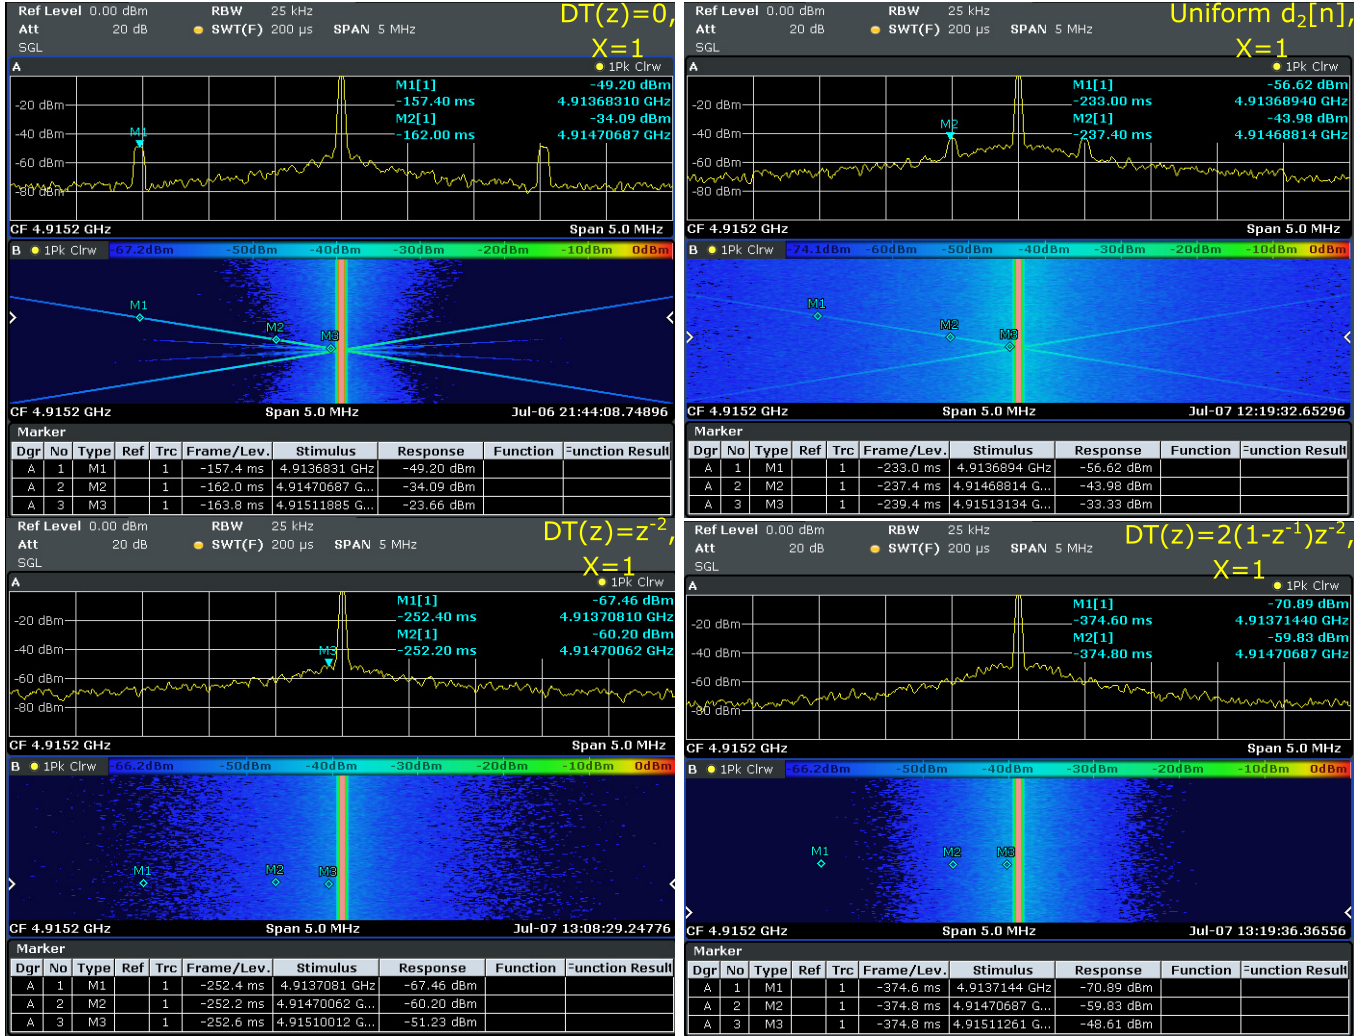 Ref Level 0.00 dBm RBW 25 kHz DT(z)=0,
Att 20 dB SWT(F) 200 µs SPAN 5 MHz X=1
SGL
A 1Pk Clrw
M1[1] -49.20 dBm
-157.40 ms 4.91368310 GHz
M2[1] -34.09 dBm
-162.00 ms 4.91470687 GHz
-20 dBm
-40 dBm
-60 dBm
-80 dBm
M1
CF 4.9152 GHz Span 5.0 MHz
B 1Pk Clrw -67.2dBm -50dBm -40dBm -30dBm -20dBm -10dBm 0dBm
M1
M2
M3
CF 4.9152 GHz Span 5.0 MHz Jul-06 21:44:08.74896
Marker
Dgr No Type Ref Trc Frame/Lev. Stimulus Response Function Function Result
A 1 M1 1 -157.4 ms 4.9136831 GHz -49.20 dBm
A 2 M2 1 -162.0 ms 4.91470687 G... -34.09 dBm
A 3 M3 1 -163.8 ms 4.91511885 G... -23.66 dBm
Ref Level 0.00 dBm RBW 25 kHz Uniform d₂[n],
Att 20 dB SWT(F) 200 µs SPAN 5 MHz X=1
SGL
A 1Pk Clrw
M1[1] -56.62 dBm
-233.00 ms 4.91368940 GHz
M2[1] -43.98 dBm
-237.40 ms 4.91468814 GHz
-20 dBm
-40 dBm
-60 dBm
-80 dBm
M2
CF 4.9152 GHz Span 5.0 MHz
B 1Pk Clrw -74.1dBm -60dBm -50dBm -40dBm -30dBm -20dBm -10dBm 0dBm
M1
M2
M3
CF 4.9152 GHz Span 5.0 MHz Jul-07 12:19:32.65296
Marker
Dgr No Type Ref Trc Frame/Lev. Stimulus Response Function Function Result
A 1 M1 1 -233.0 ms 4.9136894 GHz -56.62 dBm
A 2 M2 1 -237.4 ms 4.91468814 G... -43.98 dBm
A 3 M3 1 -239.4 ms 4.91513134 G... -33.33 dBm
Ref Level 0.00 dBm RBW 25 kHz DT(z)=z⁻²,
Att 20 dB SWT(F) 200 µs SPAN 5 MHz X=1
SGL
A 1Pk Clrw
M1[1] -67.46 dBm
-252.40 ms 4.91370810 GHz
M2[1] -60.20 dBm
-252.20 ms 4.91470062 GHz
-20 dBm
-40 dBm
-60 dBm
-80 dBm
M3
CF 4.9152 GHz Span 5.0 MHz
B 1Pk Clrw -66.2dBm -50dBm -40dBm -30dBm -20dBm -10dBm 0dBm
M1
M2
M3
CF 4.9152 GHz Span 5.0 MHz Jul-07 13:08:29.24776
Marker
Dgr No Type Ref Trc Frame/Lev. Stimulus Response Function Function Result
A 1 M1 1 -252.4 ms 4.9137081 GHz -67.46 dBm
A 2 M2 1 -252.2 ms 4.91470062 G... -60.20 dBm
A 3 M3 1 -252.6 ms 4.91510012 G... -51.23 dBm
Ref Level 0.00 dBm RBW 25 kHz DT(z)=2(1-z⁻¹)z⁻²,
Att 20 dB SWT(F) 200 µs SPAN 5 MHz X=1
SGL
A 1Pk Clrw
M1[1] -70.89 dBm
-374.60 ms 4.91371440 GHz
M2[1] -59.83 dBm
-374.80 ms 4.91470687 GHz
-20 dBm
-40 dBm
-60 dBm
-80 dBm
CF 4.9152 GHz Span 5.0 MHz
B 1Pk Clrw -66.2dBm -50dBm -40dBm -30dBm -20dBm -10dBm 0dBm
M1
M2
M3
CF 4.9152 GHz Span 5.0 MHz Jul-07 13:19:36.36556
Marker
Dgr No Type Ref Trc Frame/Lev. Stimulus Response Function Function Result
A 1 M1 1 -374.6 ms 4.9137144 GHz -70.89 dBm
A 2 M2 1 -374.8 ms 4.91470687 G... -59.83 dBm
A 3 M3 1 -374.8 ms 4.91511261 G... -48.61 dBm